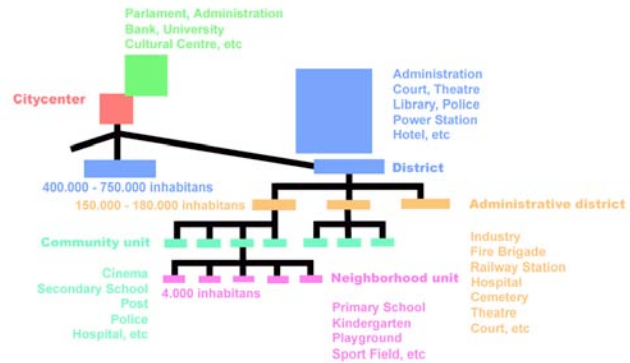 Parlament, Administration
Bank, University
Cultural Centre, etc
Citycenter
Administration
Court, Theatre
Library, Police
Power Station
Hotel, etc
District
400.000 - 750.000 inhabitans
150.000 - 180.000 inhabitans
Administrative district
Community unit
Industry
Fire Brigade
Railway Station
Hospital
Cemetery
Theatre
Court, etc
Cinema
Secondary School
Post
Police
Hospital, etc
Neighborhood unit
4.000 inhabitans
Primary School
Kindergarten
Playground
Sport Field, etc